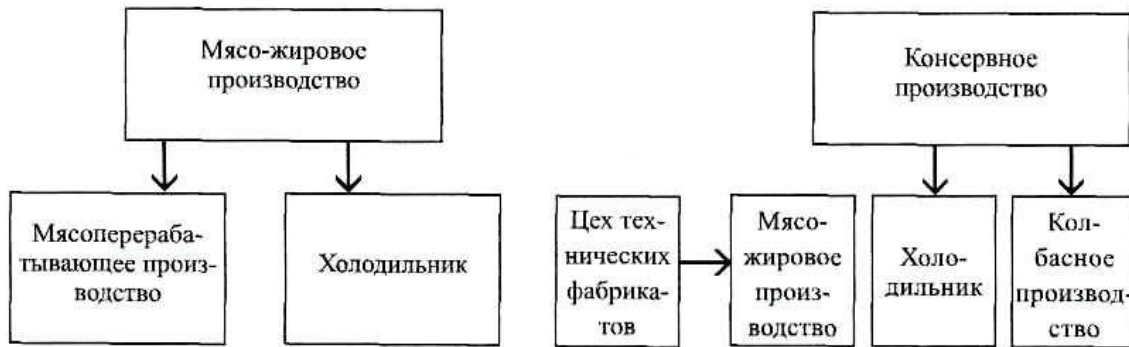 Мясо-жировое
производство
Консервное
производство
Мясоперераба-
тывающее произ-
водство
Холодильник
Цех тех-
нических
фабрика-
тов
Мясо-
жировое
произ-
водство
Холо-
дильник
Кол-
басное
производ-
ство